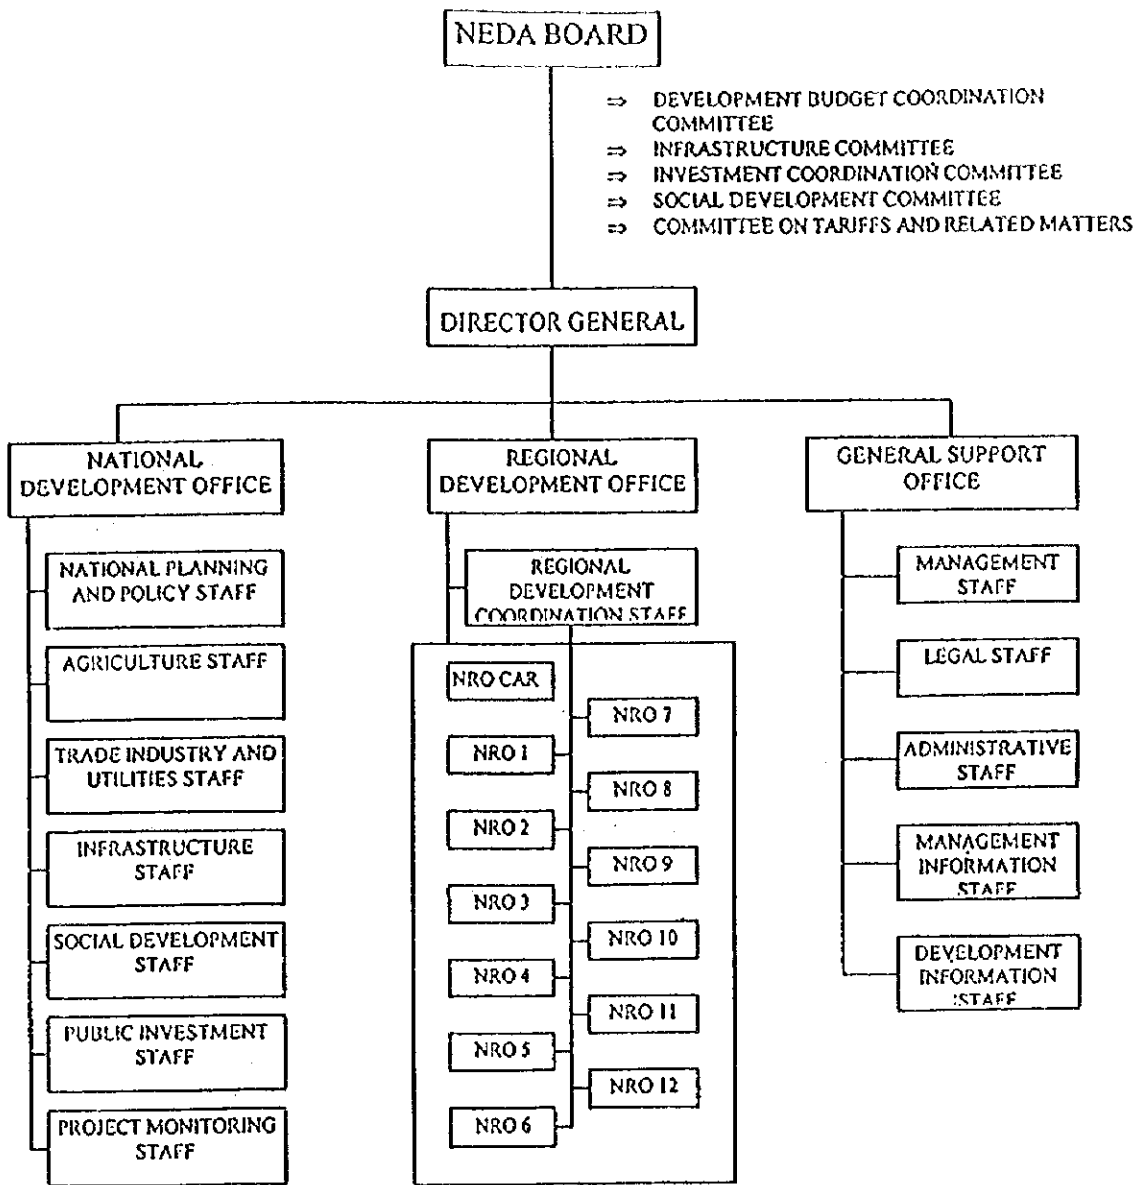 NEDA BOARD
⇒ DEVELOPMENT BUDGET COORDINATION
COMMITTEE
⇒ INFRASTRUCTURE COMMITTEE
⇒ INVESTMENT COORDINATION COMMITTEE
⇒ SOCIAL DEVELOPMENT COMMITTEE
⇒ COMMITTEE ON TARIFFS AND RELATED MATTERS
DIRECTOR GENERAL
NATIONAL
DEVELOPMENT OFFICE
NATIONAL PLANNING
AND POLICY STAFF
AGRICULTURE STAFF
TRADE INDUSTRY AND
UTILITIES STAFF
INFRASTRUCTURE
STAFF
SOCIAL DEVELOPMENT
STAFF
PUBLIC INVESTMENT
STAFF
PROJECT MONITORING
STAFF
REGIONAL
DEVELOPMENT OFFICE
REGIONAL
DEVELOPMENT
COORDINATION STAFF
NRO CAR
NRO 1
NRO 2
NRO 3
NRO 4
NRO 5
NRO 6
NRO 7
NRO 8
NRO 9
NRO 10
NRO 11
NRO 12
GENERAL SUPPORT
OFFICE
MANAGEMENT
STAFF
LEGAL STAFF
ADMINISTRATIVE
STAFF
MANAGEMENT
INFORMATION
STAFF
DEVELOPMENT
INFORMATION
STAFF